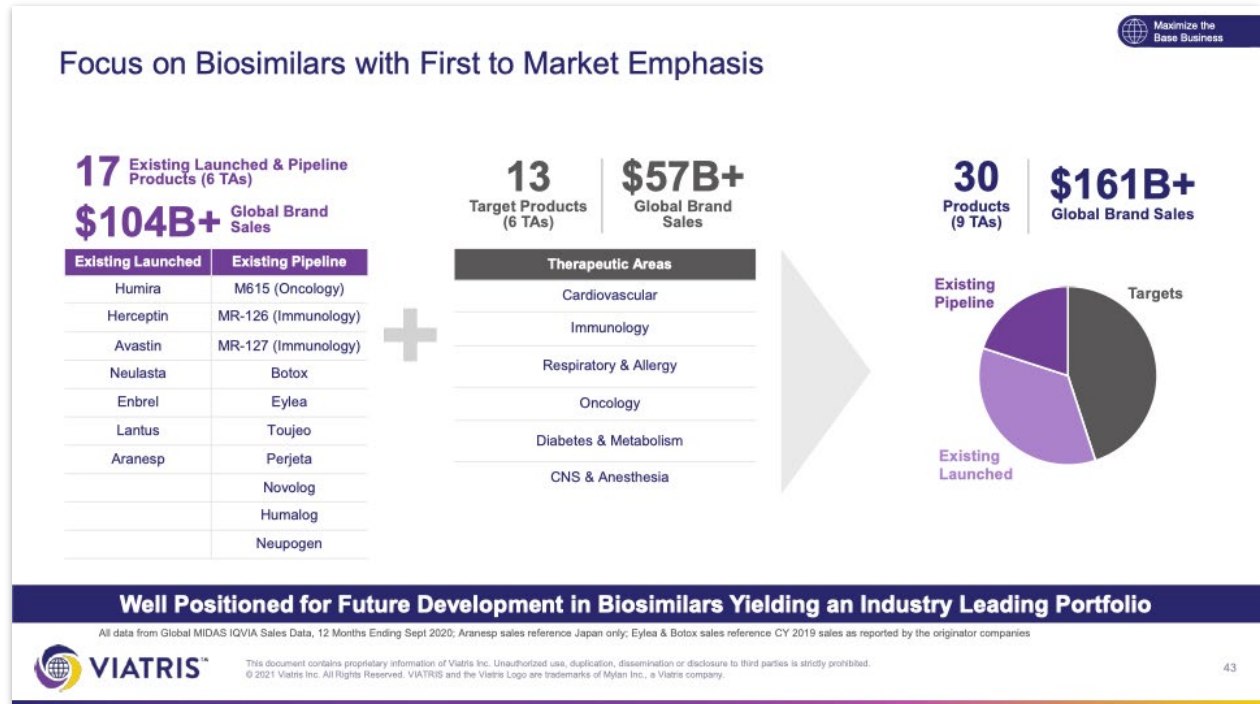 Maximize the
Base Business
Focus on Biosimilars with First to Market Emphasis
17 Existing Launched & Pipeline
Products (6 TAs)
$104B+ Global Brand
Sales
Existing Launched Existing Pipeline
Humira M615 (Oncology)
Herceptin MR-126 (Immunology)
Avastin MR-127 (Immunology)
Neulasta Botox
Enbrel Eylea
Lantus Toujeo
Aranesp Perjeta
Novolog
Humalog
Neupogen
13
Target Products
(6 TAs)
$57B+
Global Brand
Sales
Therapeutic Areas
Cardiovascular
Immunology
Respiratory & Allergy
Oncology
Diabetes & Metabolism
CNS & Anesthesia
30
Products
(9 TAs)
$161B+
Global Brand Sales
Existing
Pipeline
Targets
Existing
Launched
Well Positioned for Future Development in Biosimilars Yielding an Industry Leading Portfolio
All data from Global MIDAS IQVIA Sales Data, 12 Months Ending Sept 2020; Aranesp sales reference Japan only; Eylea & Botox sales reference CY 2019 sales as reported by the originator companies
VIATRIS™
This document contains proprietary information of Viatris Inc. Unauthorized use, duplication, dissemination or disclosure to third parties is strictly prohibited.
© 2021 Viatris Inc. All Rights Reserved. VIATRIS and the Viatris Logo are trademarks of Mylan Inc., a Viatris company.
43